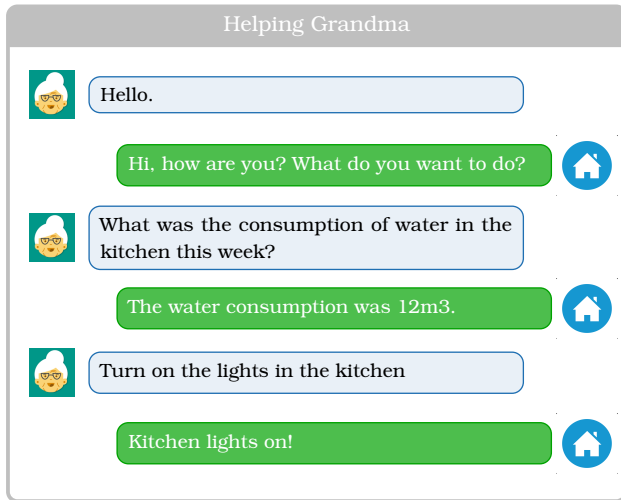 Helping Grandma
Hello.
Hi, how are you? What do you want to do?
What was the consumption of water in the
kitchen this week?
The water consumption was 12m3.
Turn on the lights in the kitchen
Kitchen lights on!